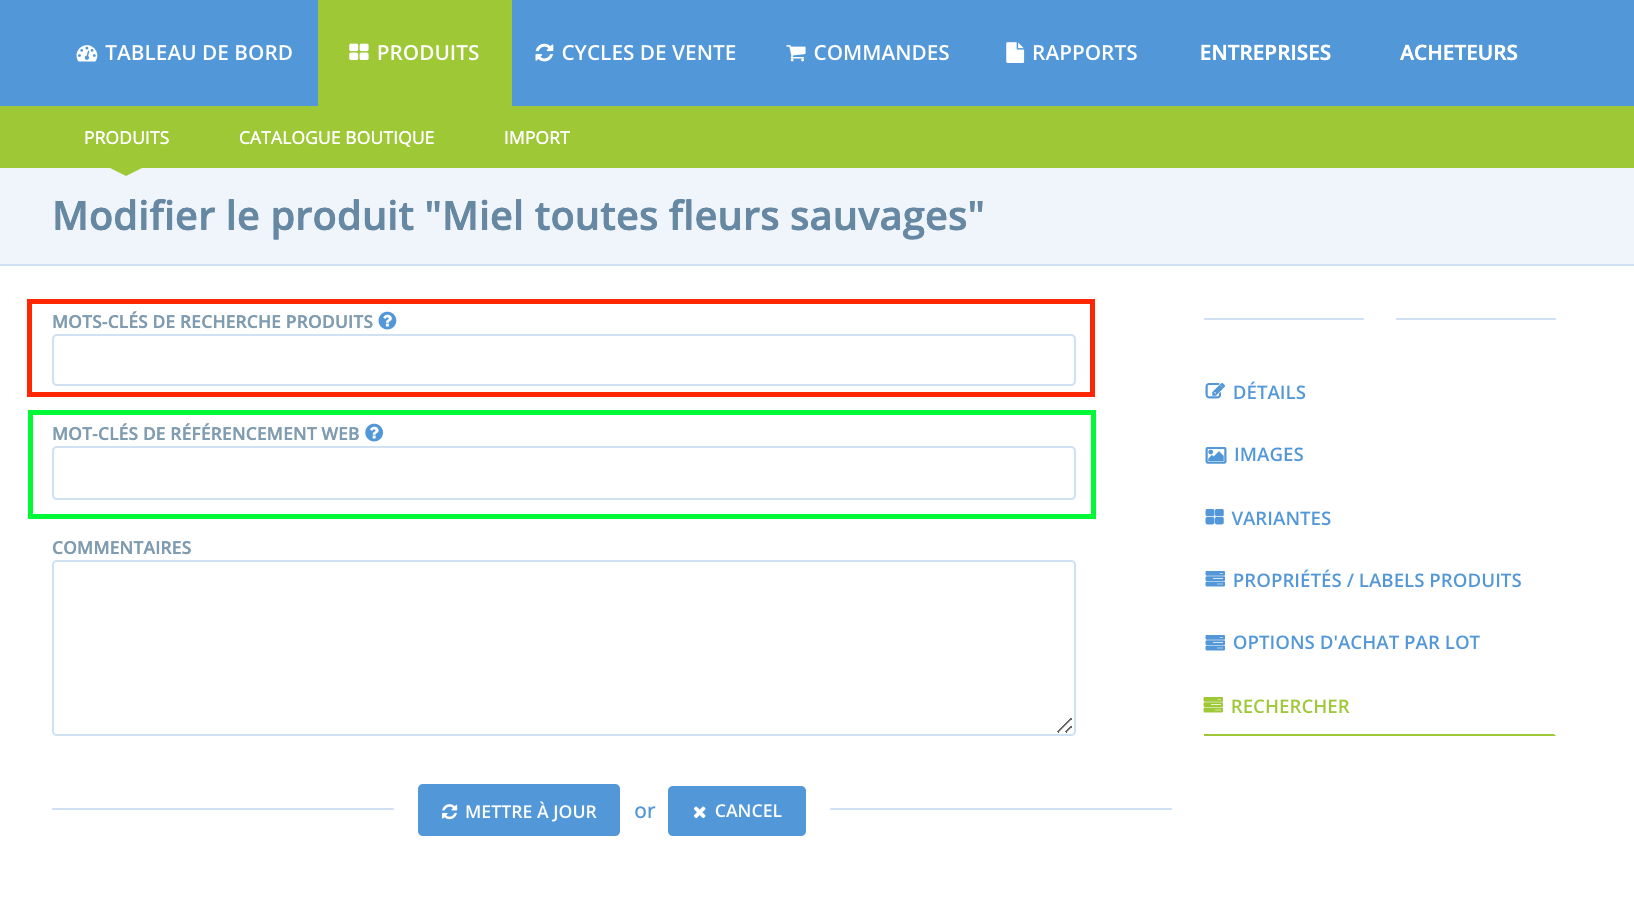 TABLEAU DE BORD PRODUITS CYCLES DE VENTE COMMANDES RAPPORTS ENTREPRISES ACHETEURS
PRODUITS CATALOGUE BOUTIQUE IMPORT
Modifier le produit "Miel toutes fleurs sauvages"
MOTS-CLÉS DE RECHERCHE PRODUITS ?
MOT-CLÉS DE RÉFÉRENCEMENT WEB ?
COMMENTAIRES
METTRE À JOUR or CANCEL
DÉTAILS
IMAGES
VARIANTES
PROPRIÉTÉS / LABELS PRODUITS
OPTIONS D'ACHAT PAR LOT
RECHERCHER